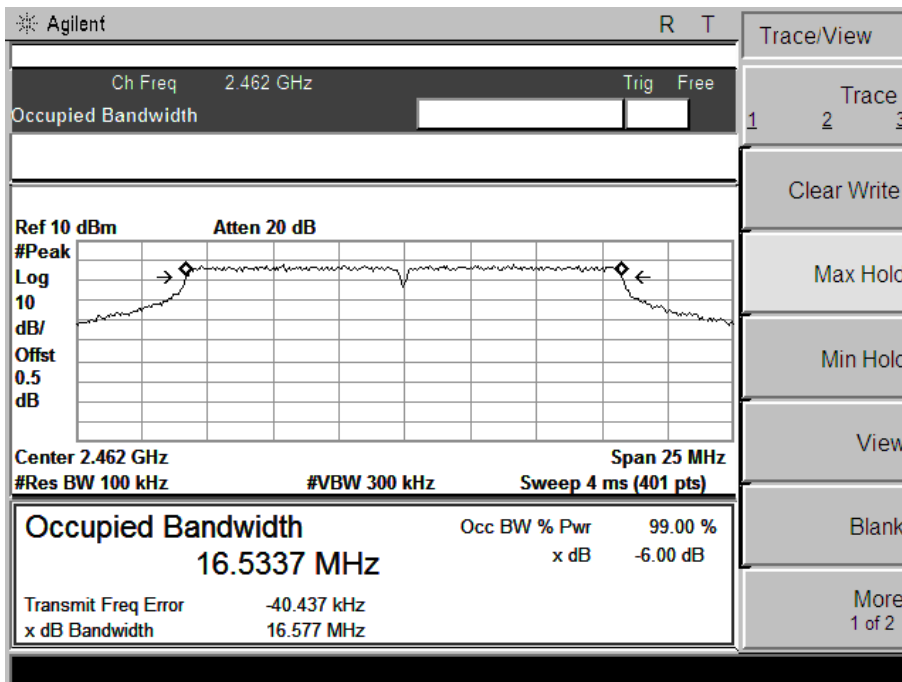 Agilent R T
Ch Freq 2.462 GHz Trig Free
Occupied Bandwidth
Ref 10 dBm Atten 20 dB
#Peak
Log
10
dB/
Offst
0.5
dB
Center 2.462 GHz Span 25 MHz
#Res BW 100 kHz #VBW 300 kHz Sweep 4 ms (401 pts)
Occupied Bandwidth Occ BW % Pwr 99.00 %
16.5337 MHz x dB -6.00 dB
Transmit Freq Error -40.437 kHz
x dB Bandwidth 16.577 MHz
Trace/View
Trace
1 2 3
Clear Write
Max Hold
Min Hold
View
Blank
More
1 of 2